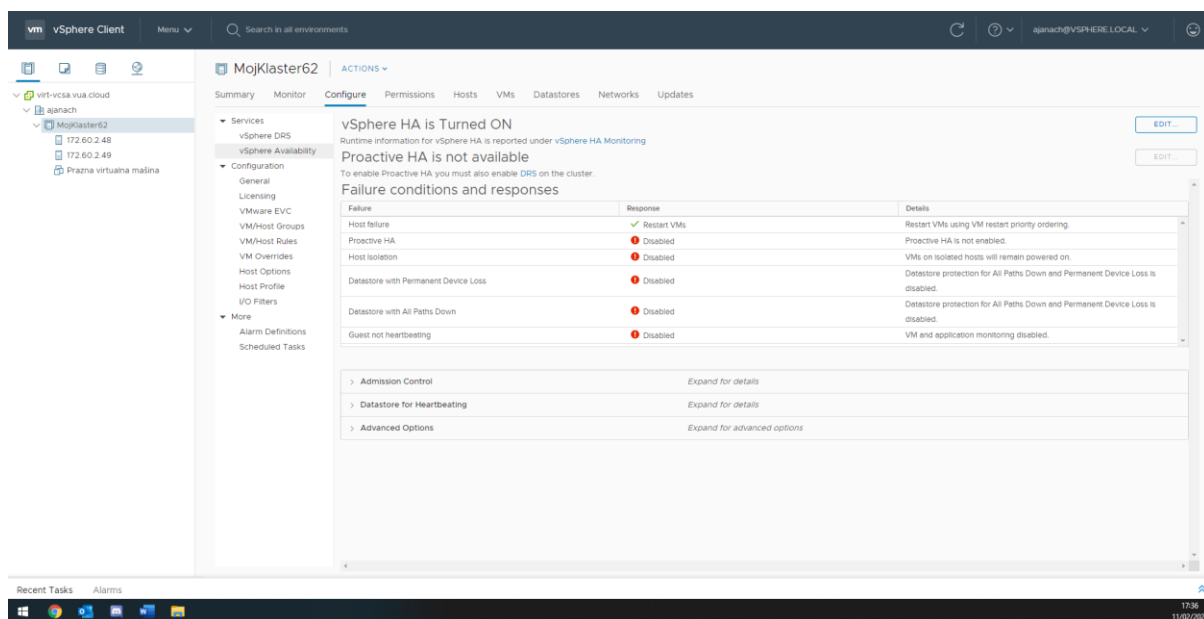 vm vSphere Client Menu Search in all environments ajanach@VSPHERE.LOCAL
virt-vcsa.vua.cloud
ajanach
MojKlaster62
172.60.2.48
172.60.2.49
Prazna virtualna mašina
MojKlaster62 ACTIONS
Summary Monitor Configure Permissions Hosts VMs Datastores Networks Updates
Services
vSphere DRS
vSphere Availability
Configuration
General
Licensing
VMware EVC
VM/Host Groups
VM/Host Rules
VM Overrides
Host Options
Host Profile
I/O Filters
More
Alarm Definitions
Scheduled Tasks
vSphere HA is Turned ON EDIT...
Runtime information for vSphere HA is reported under vSphere HA Monitoring
Proactive HA is not available EDIT...
To enable Proactive HA you must also enable DRS on the cluster.
Failure conditions and responses
Failure Response Details
Host failure Restart VMs Restart VMs using VM restart priority ordering.
Proactive HA Disabled Proactive HA is not enabled.
Host Isolation Disabled VMs on isolated hosts will remain powered on.
Datastore with Permanent Device Loss Disabled Datastore protection for All Paths Down and Permanent Device Loss is
disabled.
Datastore with All Paths Down Disabled Datastore protection for All Paths Down and Permanent Device Loss is
disabled.
Guest not heartbeating Disabled VM and application monitoring disabled.
Admission Control Expand for details
Datastore for Heartbeating Expand for details
Advanced Options Expand for advanced options
Recent Tasks Alarms
17:36